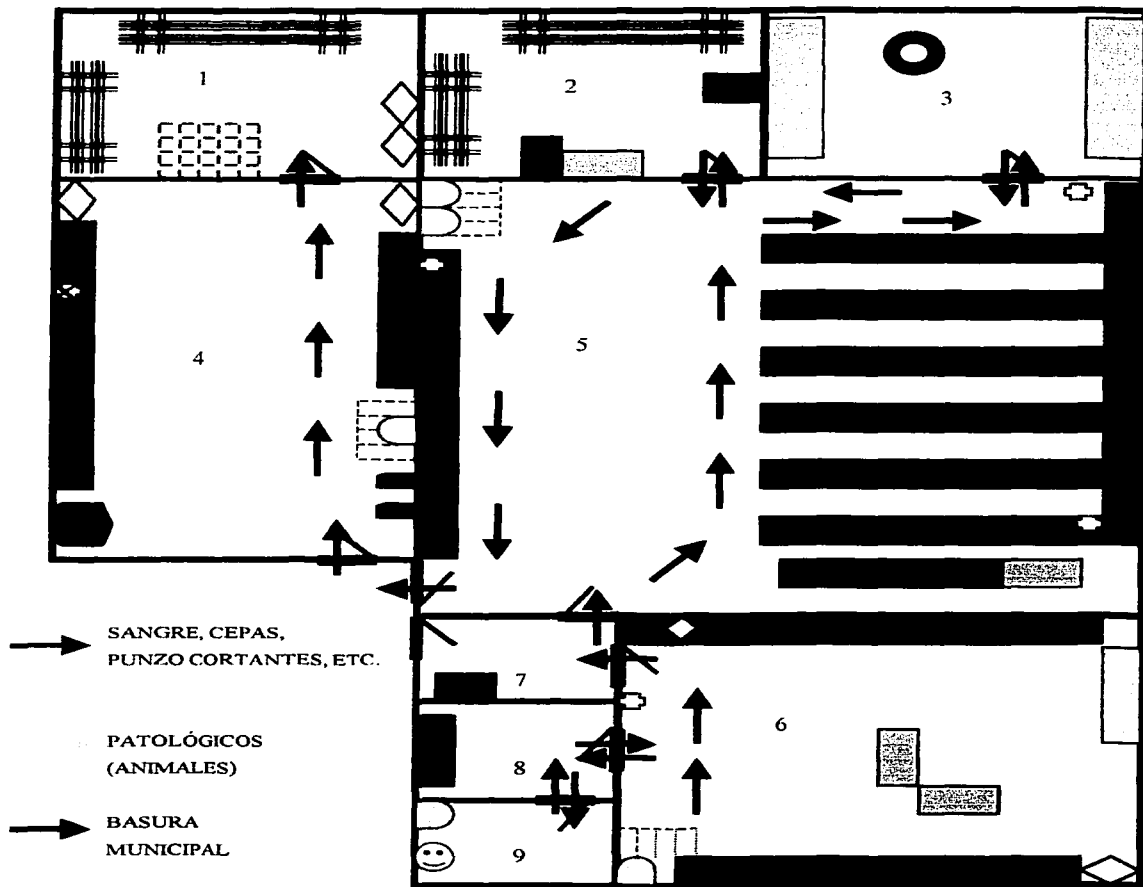 1
2
3
4
5
6
7
8
9
SANGRE, CEPAS,
PUNZO CORTANTES, ETC.
PATOLÓGICOS
(ANIMALES)
BASURA
MUNICIPAL